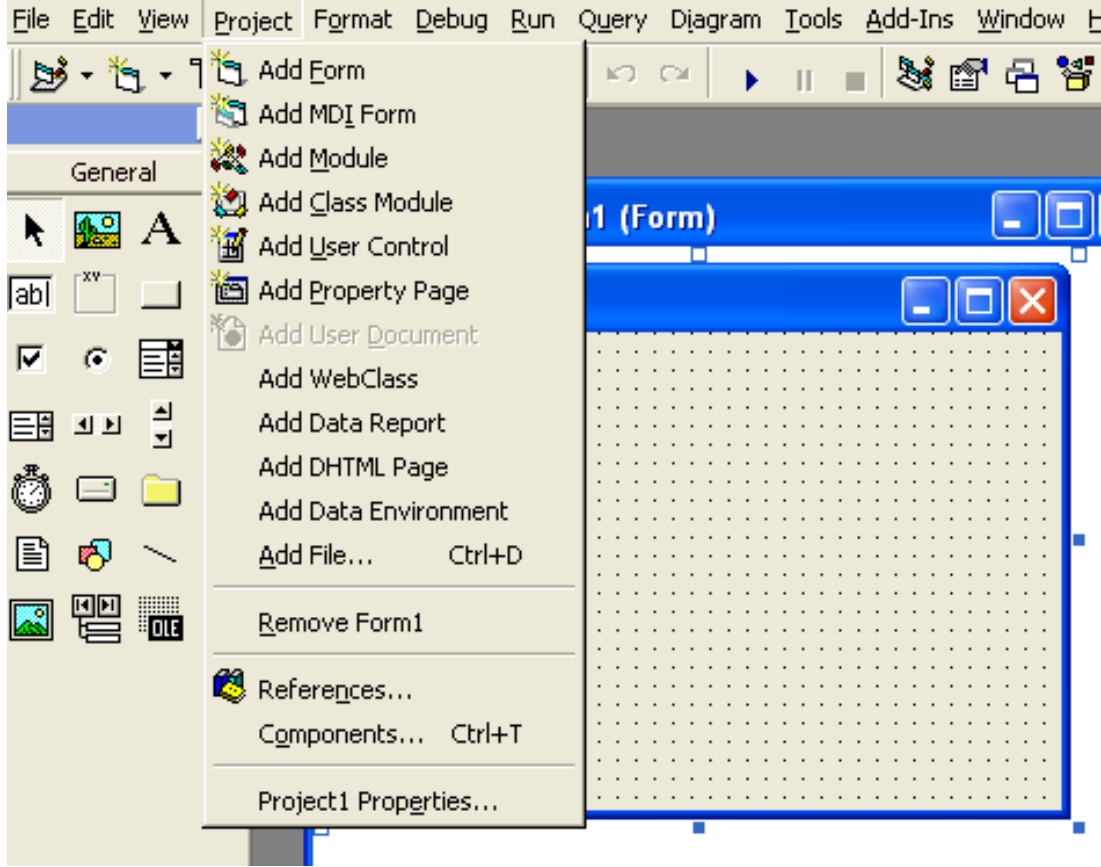 File Edit View Project Format Debug Run Query Diagram Tools Add-Ins Window
Add Form
Add MDI Form
General
Add Module
Add Class Module
A
n1 (Form)
Add User Control
abl
XY
Add Property Page
Add User Document
Add WebClass
Add Data Report
Add DHTML Page
Add Data Environment
Add File... Ctrl+D
Remove Form1
OLE
References...
Components... Ctrl+T
Project1 Properties...